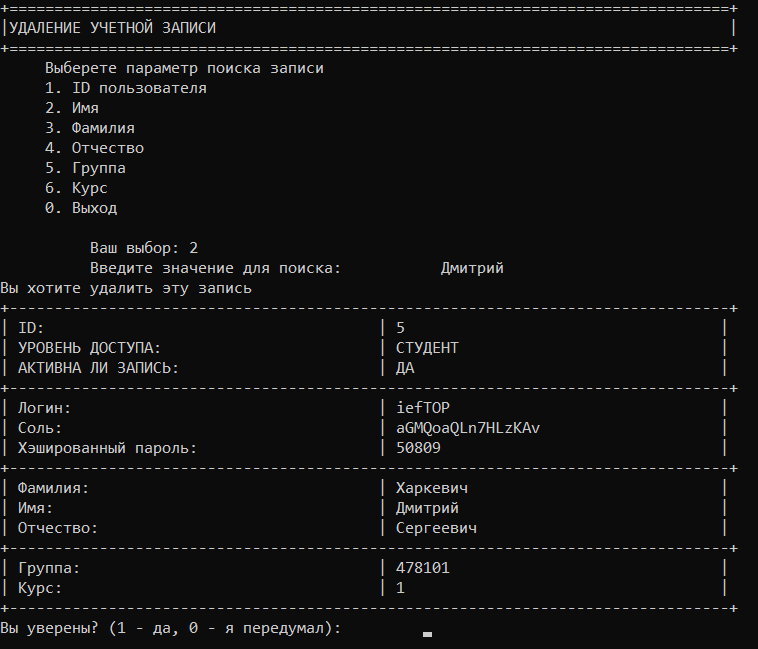 УДАЛЕНИЕ УЧЕТНОЙ ЗАПИСИ
Выберете параметр поиска записи
1. ID пользователя
2. Имя
3. Фамилия
4. Отчество
5. Группа
6. Курс
0. Выход
Ваш выбор: 2
Введите значение для поиска: Дмитрий
Вы хотите удалить эту запись
ID: 5
УРОВЕНЬ ДОСТУПА: СТУДЕНТ
АКТИВНА ЛИ ЗАПИСЬ: ДА
Логин: iefTOP
Соль: aGMQoaQLn7HLzKAv
Хэшированный пароль: 50809
Фамилия: Харкевич
Имя: Дмитрий
Отчество: Сергеевич
Группа: 478101
Курс: 1
Вы уверены? (1 - да, 0 - я передумал):